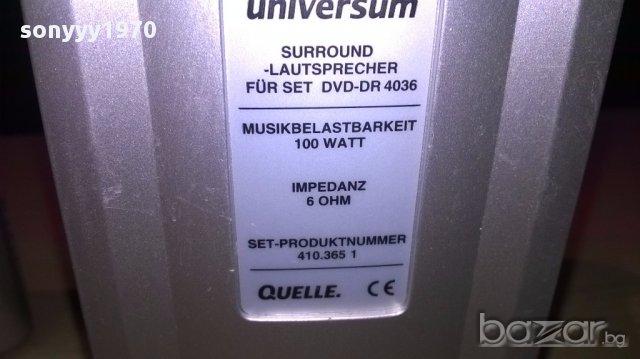 sonyyy1970
universum
SURROUND
-LAUTSPRECHER
FÜR SET DVD-DR 4036
MUSIKBELASTBARKEIT
100 WATT
IMPEDANZ
6 OHM
SET-PRODUKTNUMMER
410.365 1
QUELLE. CE
bazar.bg